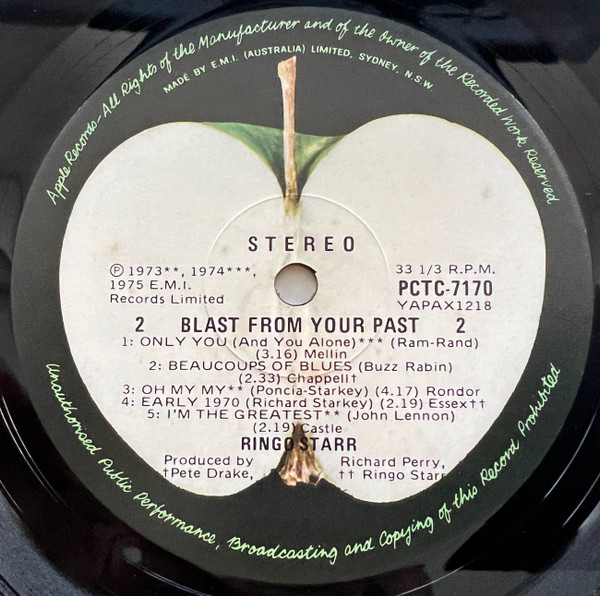 Apple Records-All Rights of the Manufacturer and of the Owner of the Recorded Work Reserved
MADE BY E.M.I. (AUSTRALIA) LIMITED, SYDNEY, N.S.W
STEREO
℗ 1973**, 1974***,
1975 E.M.I.
Records Limited
33 1/3 R.P.M.
PCTC-7170
YAPAX1218
2 BLAST FROM YOUR PAST 2
1: ONLY YOU (And You Alone)*** (Ram-Rand)
(3.16) Mellin
2: BEAUCOUPS OF BLUES (Buzz Rabin)
(2.33) Chappell†
3: OH MY MY** (Poncia-Starkey) (4.17) Rondor
4: EARLY 1970 (Richard Starkey) (2.19) Essex††
5: I'M THE GREATEST** (John Lennon)
(2.19) Castle
RINGO STARR
Produced by Richard Perry,
†Pete Drake, †† Ringo Starr
Unauthorised Public Performance, Broadcasting and Copying of this Record Prohibited